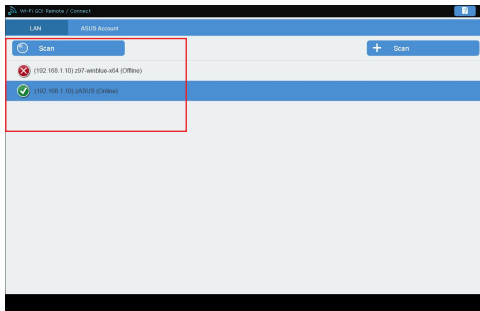 Wi-Fi GO! Remote / Connect
LAN
ASUS Account
Scan
+ Scan
(192.168.1.10) z97-winblue-x64 (Offline)
(192.168.1.10) zASUS (Online)